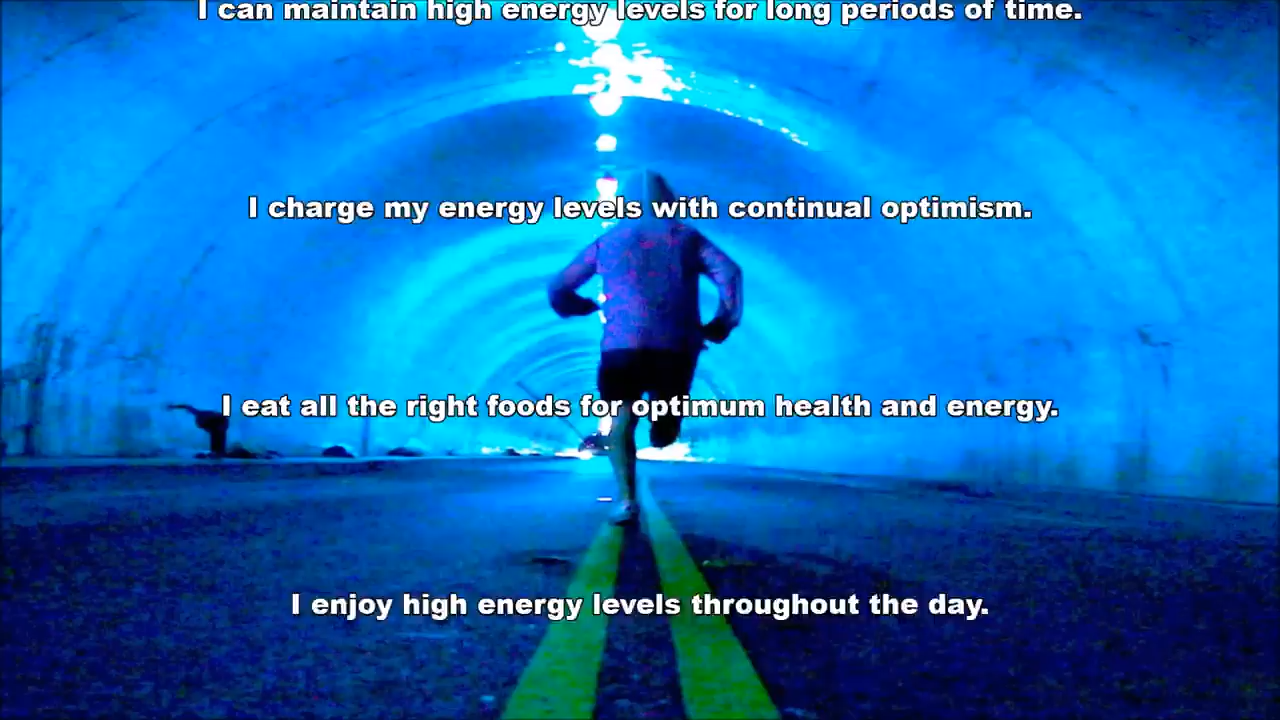 I can maintain high energy levels for long periods of time.
I charge my energy levels with continual optimism.
I eat all the right foods for optimum health and energy.
I enjoy high energy levels throughout the day.